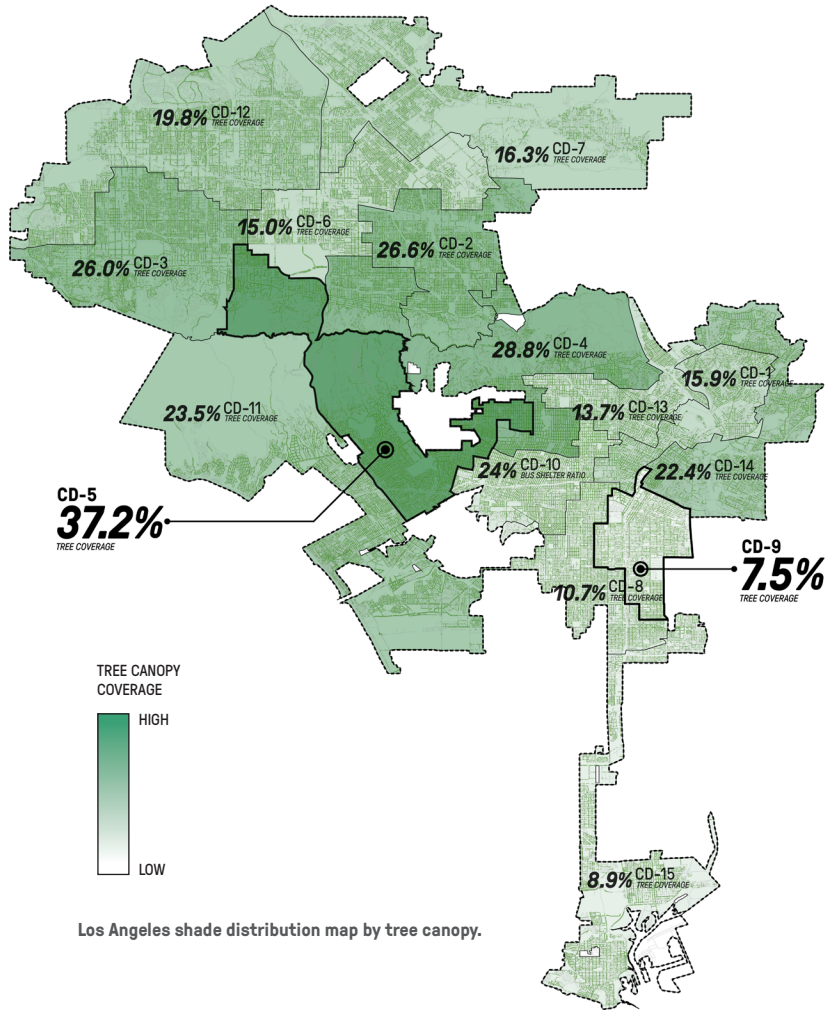 19.8% CD-12
TREE COVERAGE
16.3% CD-7
TREE COVERAGE
15.0% CD-6
TREE COVERAGE
26.6% CD-2
TREE COVERAGE
26.0% CD-3
TREE COVERAGE
28.8% CD-4
TREE COVERAGE
15.9% CD-1
TREE COVERAGE
23.5% CD-11
TREE COVERAGE
13.7% CD-13
TREE COVERAGE
24% CD-10
BUS SHELTER RATIO
22.4% CD-14
TREE COVERAGE
CD-5
37.2%
TREE COVERAGE
CD-9
7.5%
TREE COVERAGE
10.7% CD-8
TREE COVERAGE
TREE CANOPY
COVERAGE
HIGH
LOW
8.9% CD-15
TREE COVERAGE
Los Angeles shade distribution map by tree canopy.